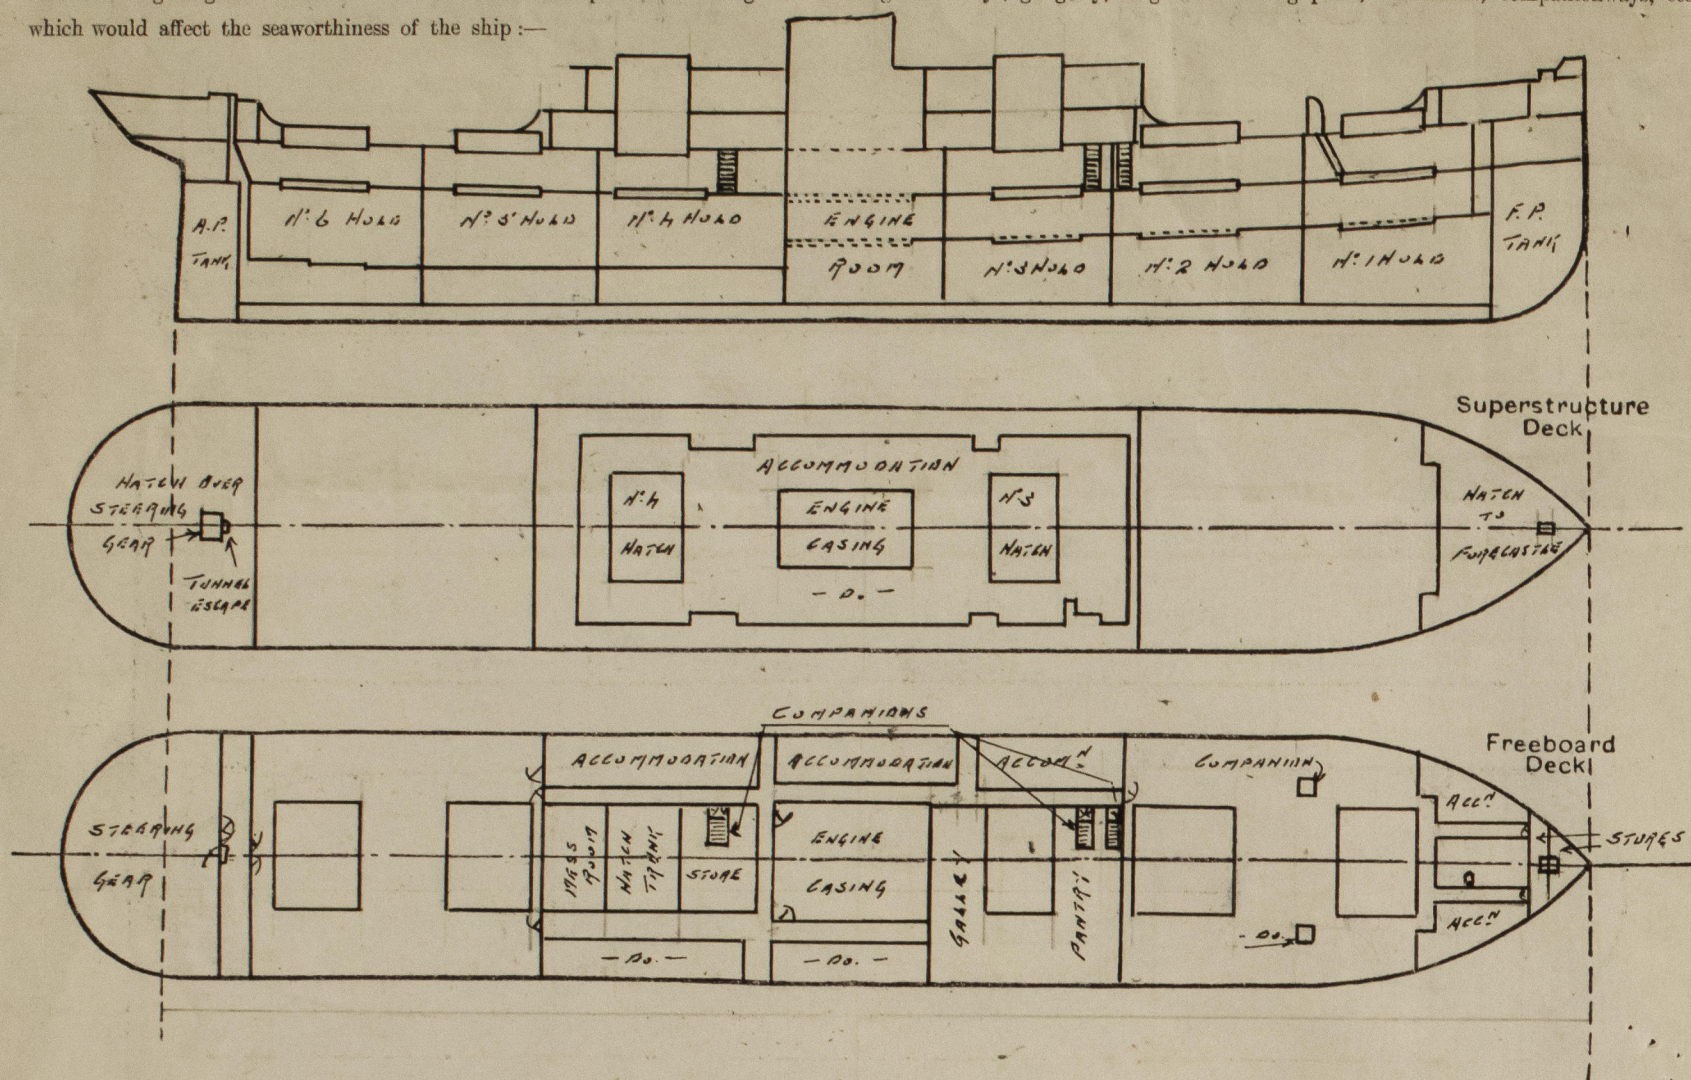 which would affect the seaworthiness of the ship :—
A.P.
TANK
Nº 6 HOLD
Nº 5 HOLD
Nº 4 HOLD
ENGINE
ROOM
Nº 3 HOLD
Nº 2 HOLD
Nº 1 HOLD
F.P.
TANK
Superstructure
Deck
HATCH OVER
STEERING
GEAR
TUNNEL
ESCAPE
ACCOMMODATION
Nº 4
HATCH
ENGINE
CASING
Nº 3
HATCH
— Do. —
HATCH
TO
FORECASTLE
COMPANIONS
Freeboard
Deck
ACCOMMODATION
ACCOMMODATION
ACCOMN
COMPANION
ACCN
STEERING
GEAR
MESS
ROOM
HATCH
TRUNK
STORE
ENGINE
CASING
GALLEY
PANTRY
STORES
— Do. —
— Do. —
- Do.
ACCN